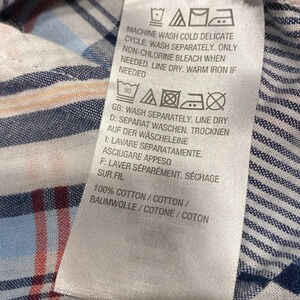 MACHINE WASH COLD DELICATE
CYCLE. WASH SEPARATELY. ONLY
NON-CHLORINE BLEACH WHEN
NEEDED. LINE DRY. WARM IRON IF
NEEDED
30
GB: WASH SEPARATELY. LINE DRY
D: SEPARAT WASCHEN. TROCKNEN
AUF DER WÄSCHELEINE
I: LAVARE SEPARATAMENTE.
ASCIUGARE APPESO
F: LAVER SÉPARÉMENT. SÉCHAGE
SUR FIL
100% COTTON / COTTON /
BAUMWOLLE / COTONE / COTON